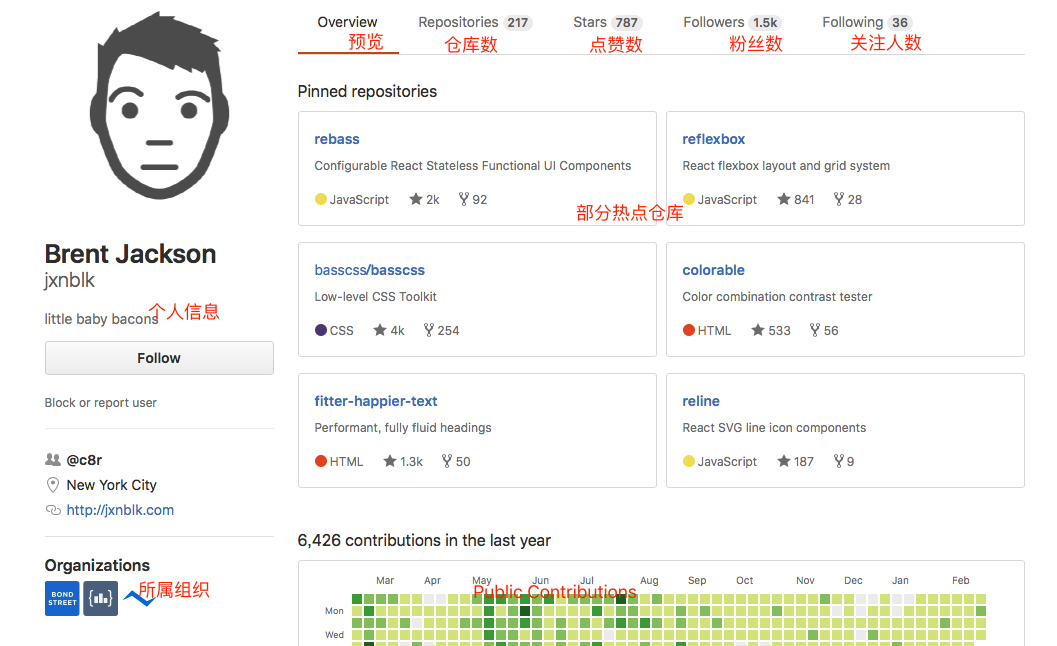 Overview
Repositories 217
Stars 787
Followers 1.5k
Following 36
预览
仓库数
点赞数
粉丝数
关注人数
Pinned repositories
rebass
Configurable React Stateless Functional UI Components
JavaScript 2k 92
reflexbox
React flexbox layout and grid system
JavaScript 841 28
部分热点仓库
basscss/basscss
Low-level CSS Toolkit
CSS 4k 254
colorable
Color combination contrast tester
HTML 533 56
fitter-happier-text
Performant, fully fluid headings
HTML 1.3k 50
reline
React SVG line icon components
JavaScript 187 9
Brent Jackson
jxnblk
little baby bacons
个人信息
Follow
Block or report user
@c8r
New York City
http://jxnblk.com
Organizations
BOND
STREET
所属组织
6,426 contributions in the last year
Mar Apr May Jun Jul Aug Sep Oct Nov Dec Jan Feb
Public Contributions
Mon
Wed